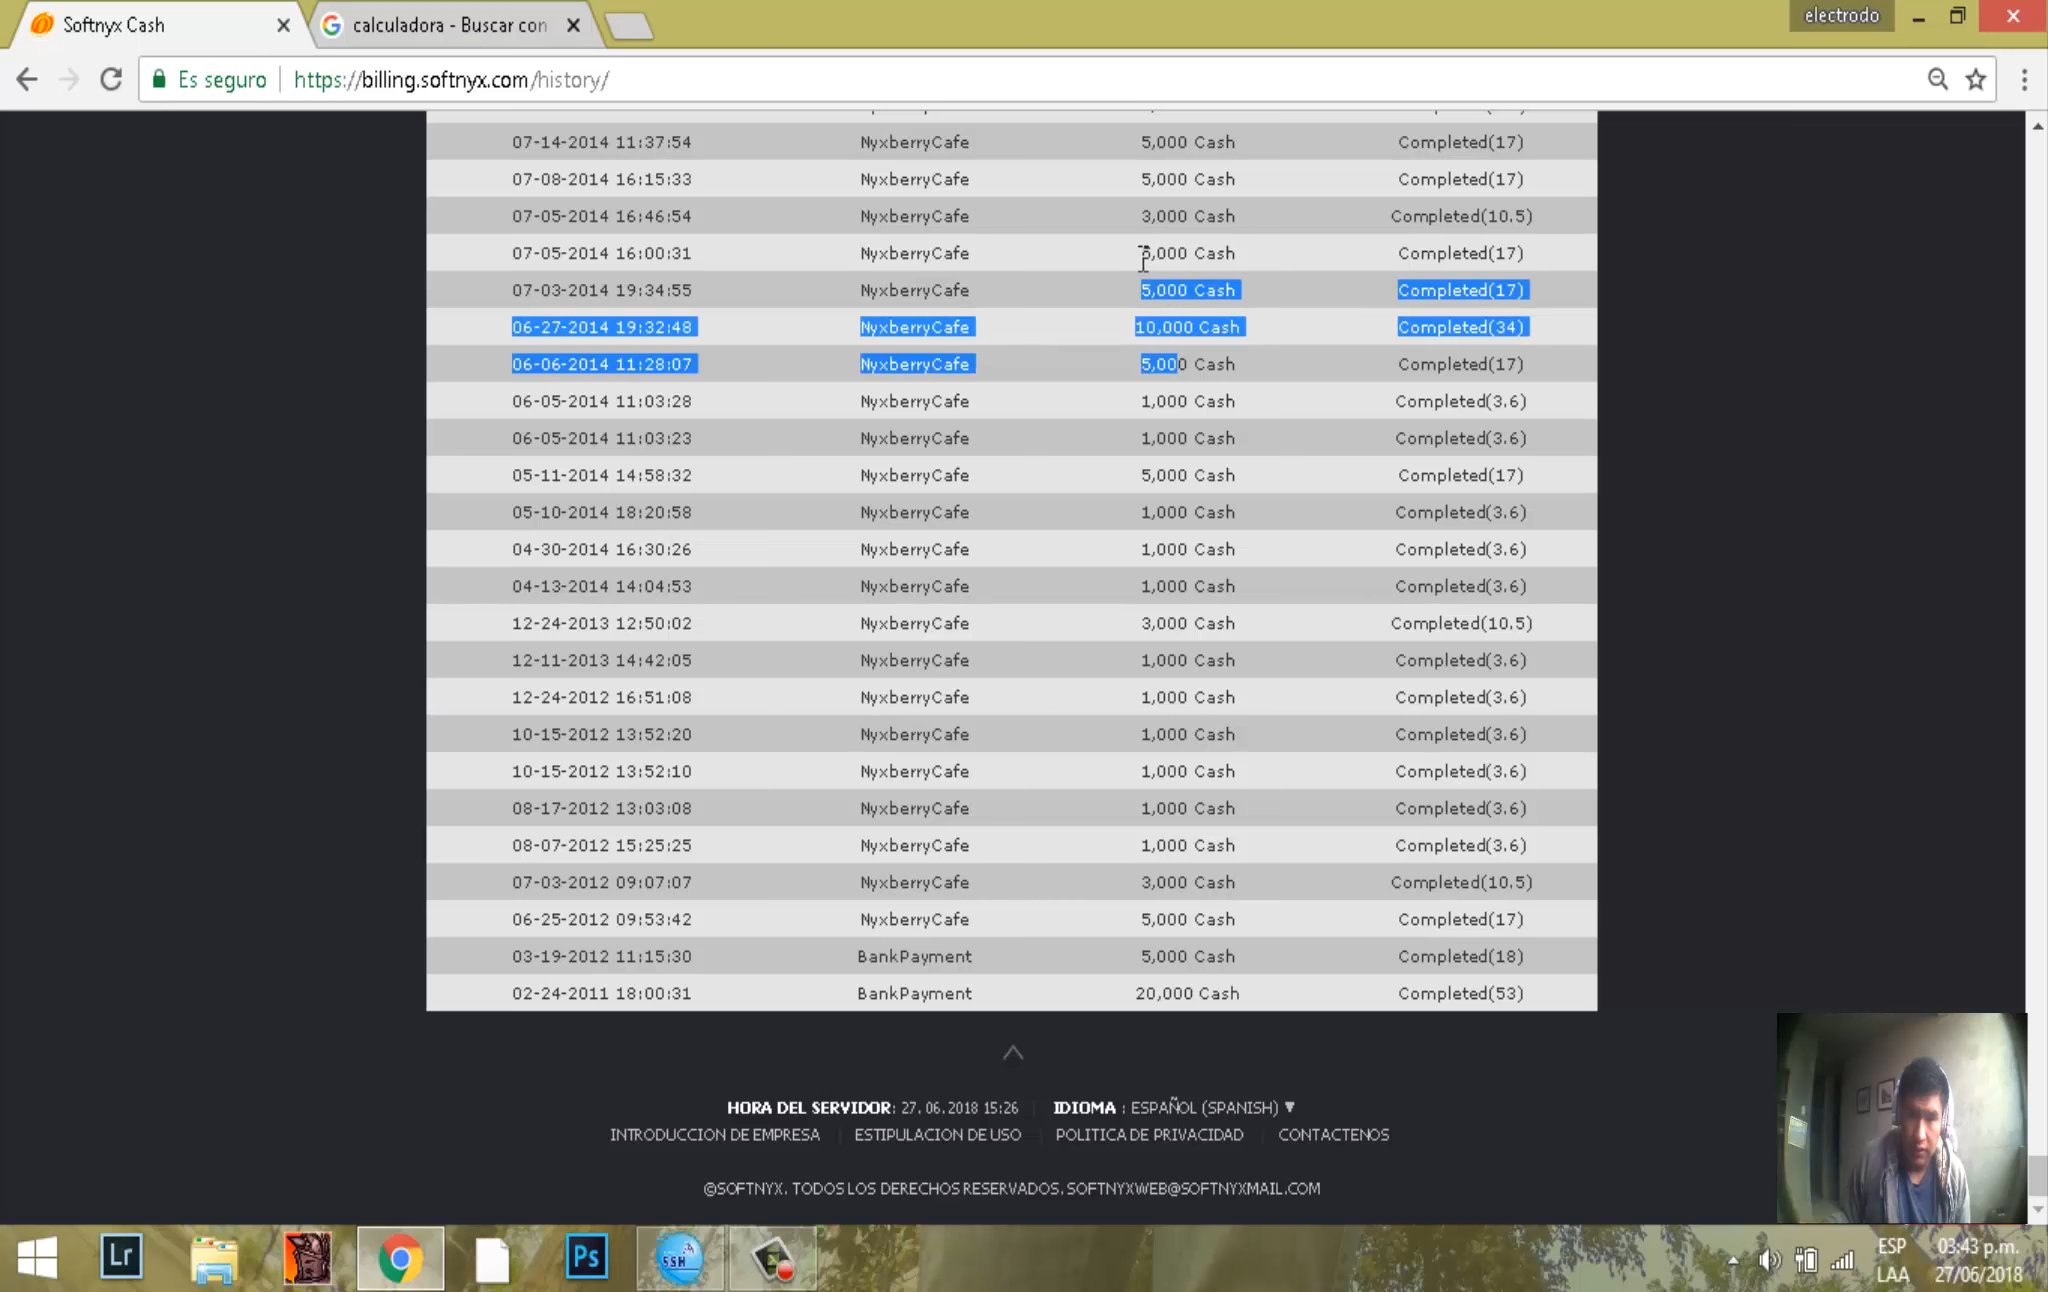 Softnyx Cash
calculadora - Buscar con
electrodo
Es seguro
https://billing.softnyx.com/history/
07-14-2014 11:37:54 NyxberryCafe 5,000 Cash Completed(17)
07-08-2014 16:15:33 NyxberryCafe 5,000 Cash Completed(17)
07-05-2014 16:46:54 NyxberryCafe 3,000 Cash Completed(10.5)
07-05-2014 16:00:31 NyxberryCafe 5,000 Cash Completed(17)
07-03-2014 19:34:55 NyxberryCafe 5,000 Cash Completed(17)
06-27-2014 19:32:48 NyxberryCafe 10,000 Cash Completed(34)
06-06-2014 11:28:07 NyxberryCafe 5,000 Cash Completed(17)
06-05-2014 11:03:28 NyxberryCafe 1,000 Cash Completed(3.6)
06-05-2014 11:03:23 NyxberryCafe 1,000 Cash Completed(3.6)
05-11-2014 14:58:32 NyxberryCafe 5,000 Cash Completed(17)
05-10-2014 18:20:58 NyxberryCafe 1,000 Cash Completed(3.6)
04-30-2014 16:30:26 NyxberryCafe 1,000 Cash Completed(3.6)
04-13-2014 14:04:53 NyxberryCafe 1,000 Cash Completed(3.6)
12-24-2013 12:50:02 NyxberryCafe 3,000 Cash Completed(10.5)
12-11-2013 14:42:05 NyxberryCafe 1,000 Cash Completed(3.6)
12-24-2012 16:51:08 NyxberryCafe 1,000 Cash Completed(3.6)
10-15-2012 13:52:20 NyxberryCafe 1,000 Cash Completed(3.6)
10-15-2012 13:52:10 NyxberryCafe 1,000 Cash Completed(3.6)
08-17-2012 13:03:08 NyxberryCafe 1,000 Cash Completed(3.6)
08-07-2012 15:25:25 NyxberryCafe 1,000 Cash Completed(3.6)
07-03-2012 09:07:07 NyxberryCafe 3,000 Cash Completed(10.5)
06-25-2012 09:53:42 NyxberryCafe 5,000 Cash Completed(17)
03-19-2012 11:15:30 BankPayment 5,000 Cash Completed(18)
02-24-2011 18:00:31 BankPayment 20,000 Cash Completed(53)
HORA DEL SERVIDOR: 27.06.2018 15:26 IDIOMA : ESPAÑOL (SPANISH) ▼
INTRODUCCION DE EMPRESA ESTIPULACION DE USO POLITICA DE PRIVACIDAD CONTACTENOS
@SOFTNYX. TODOS LOS DERECHOS RESERVADOS. SOFTNYXWEB@SOFTNYXMAIL.COM
Lr
Ps
SSH
ESP
LAA
03:43 p.m.
27/06/2018